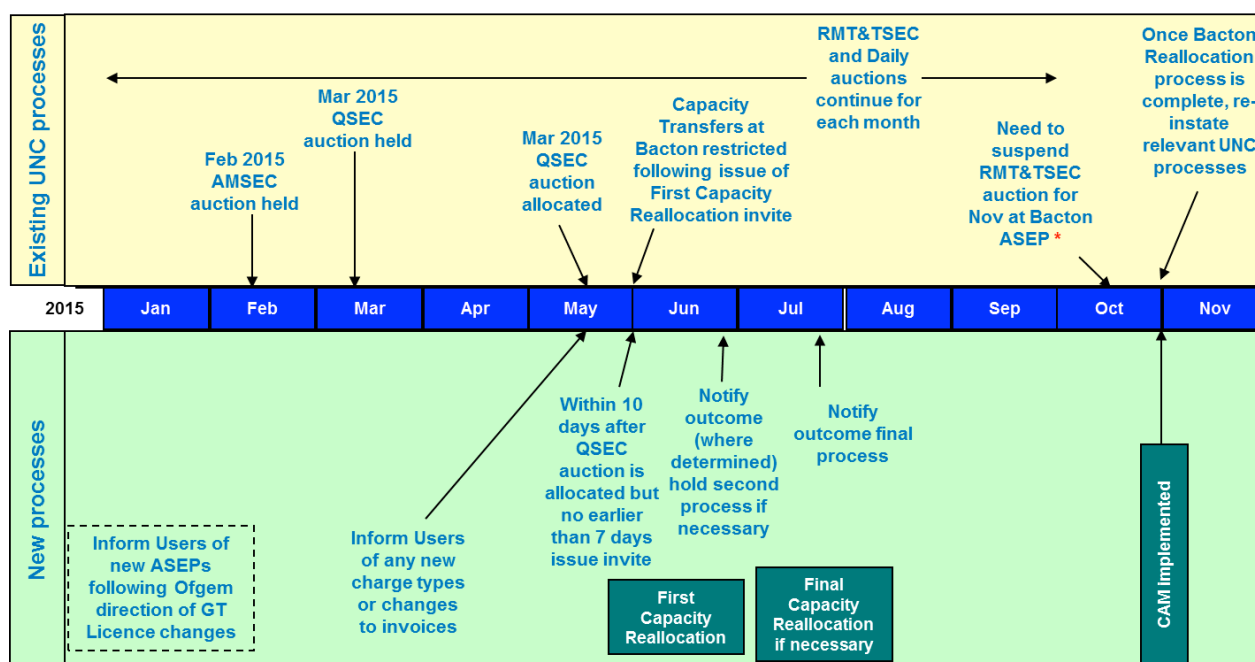 Existing UNC processes
Feb 2015
AMSEC
auction held
Mar 2015
QSEC
auction held
Mar 2015
QSEC
auction
allocated
Capacity
Transfers at
Bacton restricted
following issue of
First Capacity
Reallocation invite
RMT&TSEC
and Daily
auctions
continue for
each month
Need to
suspend
RMT&TSEC
auction for
Nov at Bacton
ASEP *
Once Bacton
Reallocation
process is
complete, re-
instate
relevant UNC
processes
2015 Jan Feb Mar Apr May Jun Jul Aug Sep Oct Nov
New processes
Inform Users of
new ASEPs
following Ofgem
direction of GT
Licence changes
Inform Users
of any new
charge types
or changes
to invoices
Within 10
days after
QSEC
auction is
allocated but
no earlier
than 7 days
issue invite
Notify
outcome
(where
determined)
hold second
process if
necessary
Notify
outcome final
process
First
Capacity
Reallocation
Final
Capacity
Reallocation
if necessary
CAM Implemented